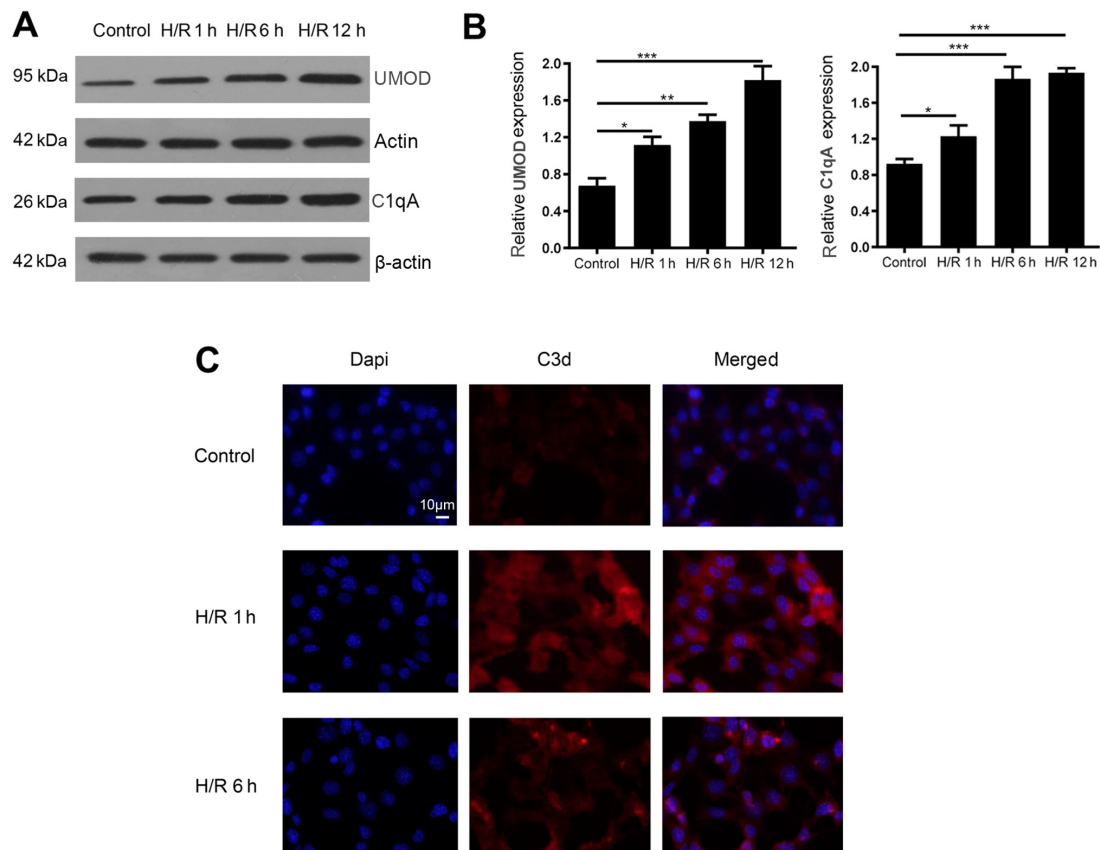 A
Control H/R 1 h H/R 6 h H/R 12 h
95 kDa UMOD
42 kDa Actin
26 kDa C1qA
42 kDa β-actin
B
Relative UMOD expression
2.0
1.6
1.2
0.8
0.4
0.0
*
**
***
Control H/R 1 h H/R 6 h H/R 12 h
Relative C1qA expression
2.0
1.6
1.2
0.8
0.4
0.0
*
***
***
Control H/R 1 h H/R 6 h H/R 12 h
C
Dapi C3d Merged
Control
10µm
H/R 1 h
H/R 6 h